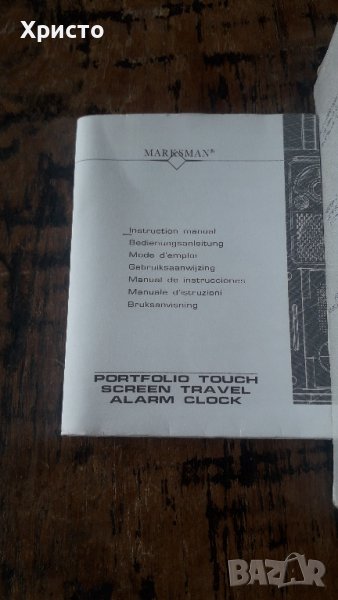 Христо
MARKSMAN®
Instruction manual
Bedienungsanleitung
Mode d'emploi
Gebruiksaanwijzing
Manual de instrucciones
Manuale d'istruzioni
Bruksanvisning
PORTFOLIO TOUCH
SCREEN TRAVEL
ALARM CLOCK
BAZAR